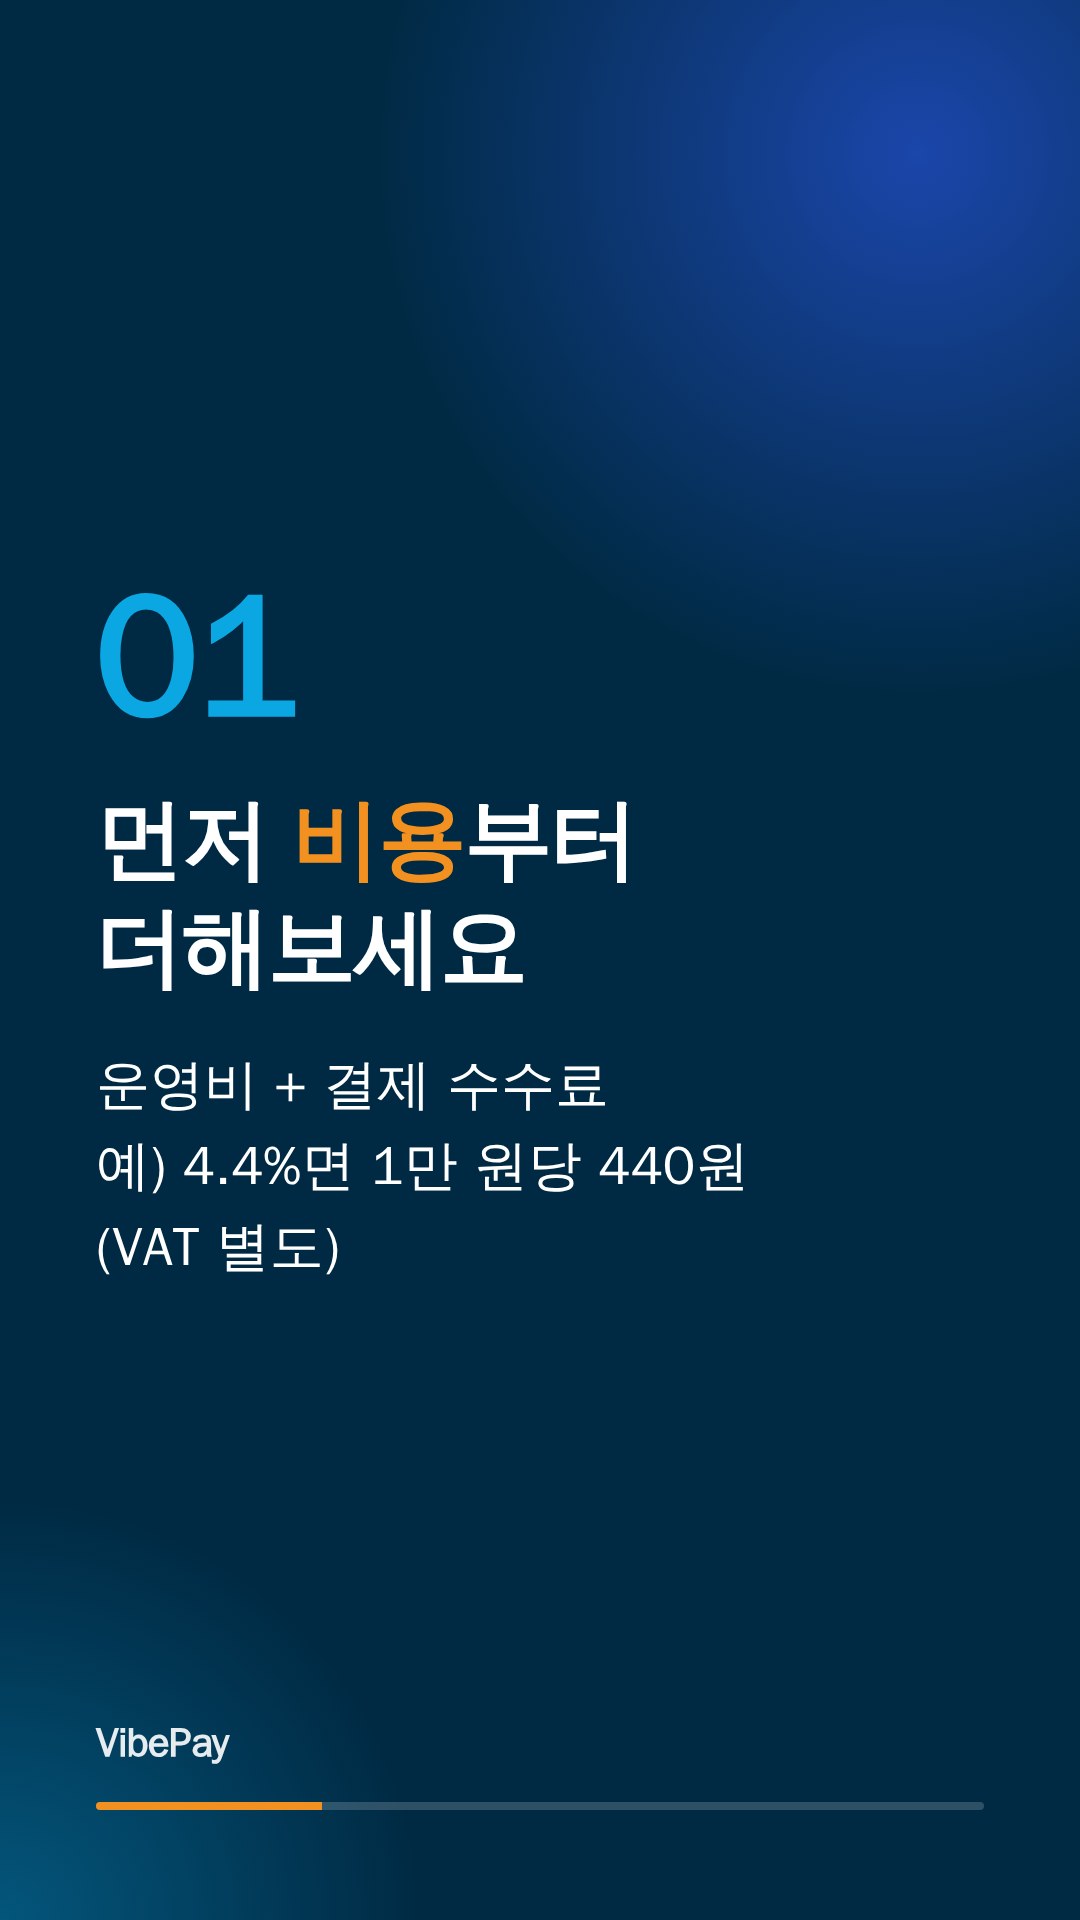 01
먼저 비용부터
더해보세요
운영비 + 결제 수수료
예) 4.4%면 1만 원당 440원
(VAT 별도)
VibePay